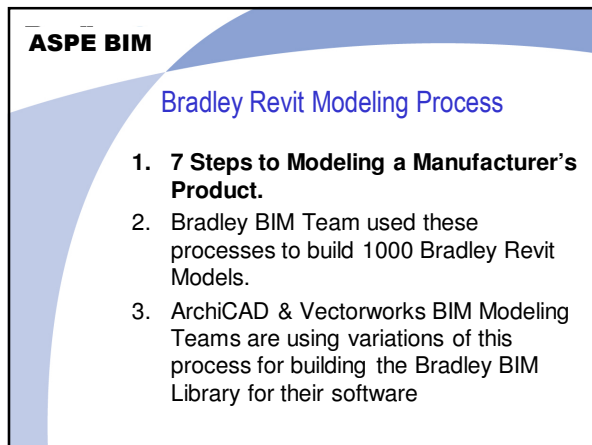 ASPE BIM
Bradley Revit Modeling Process
1. 7 Steps to Modeling a Manufacturer's
Product.
2. Bradley BIM Team used these
processes to build 1000 Bradley Revit
Models.
3. ArchiCAD & Vectorworks BIM Modeling
Teams are using variations of this
process for building the Bradley BIM
Library for their software